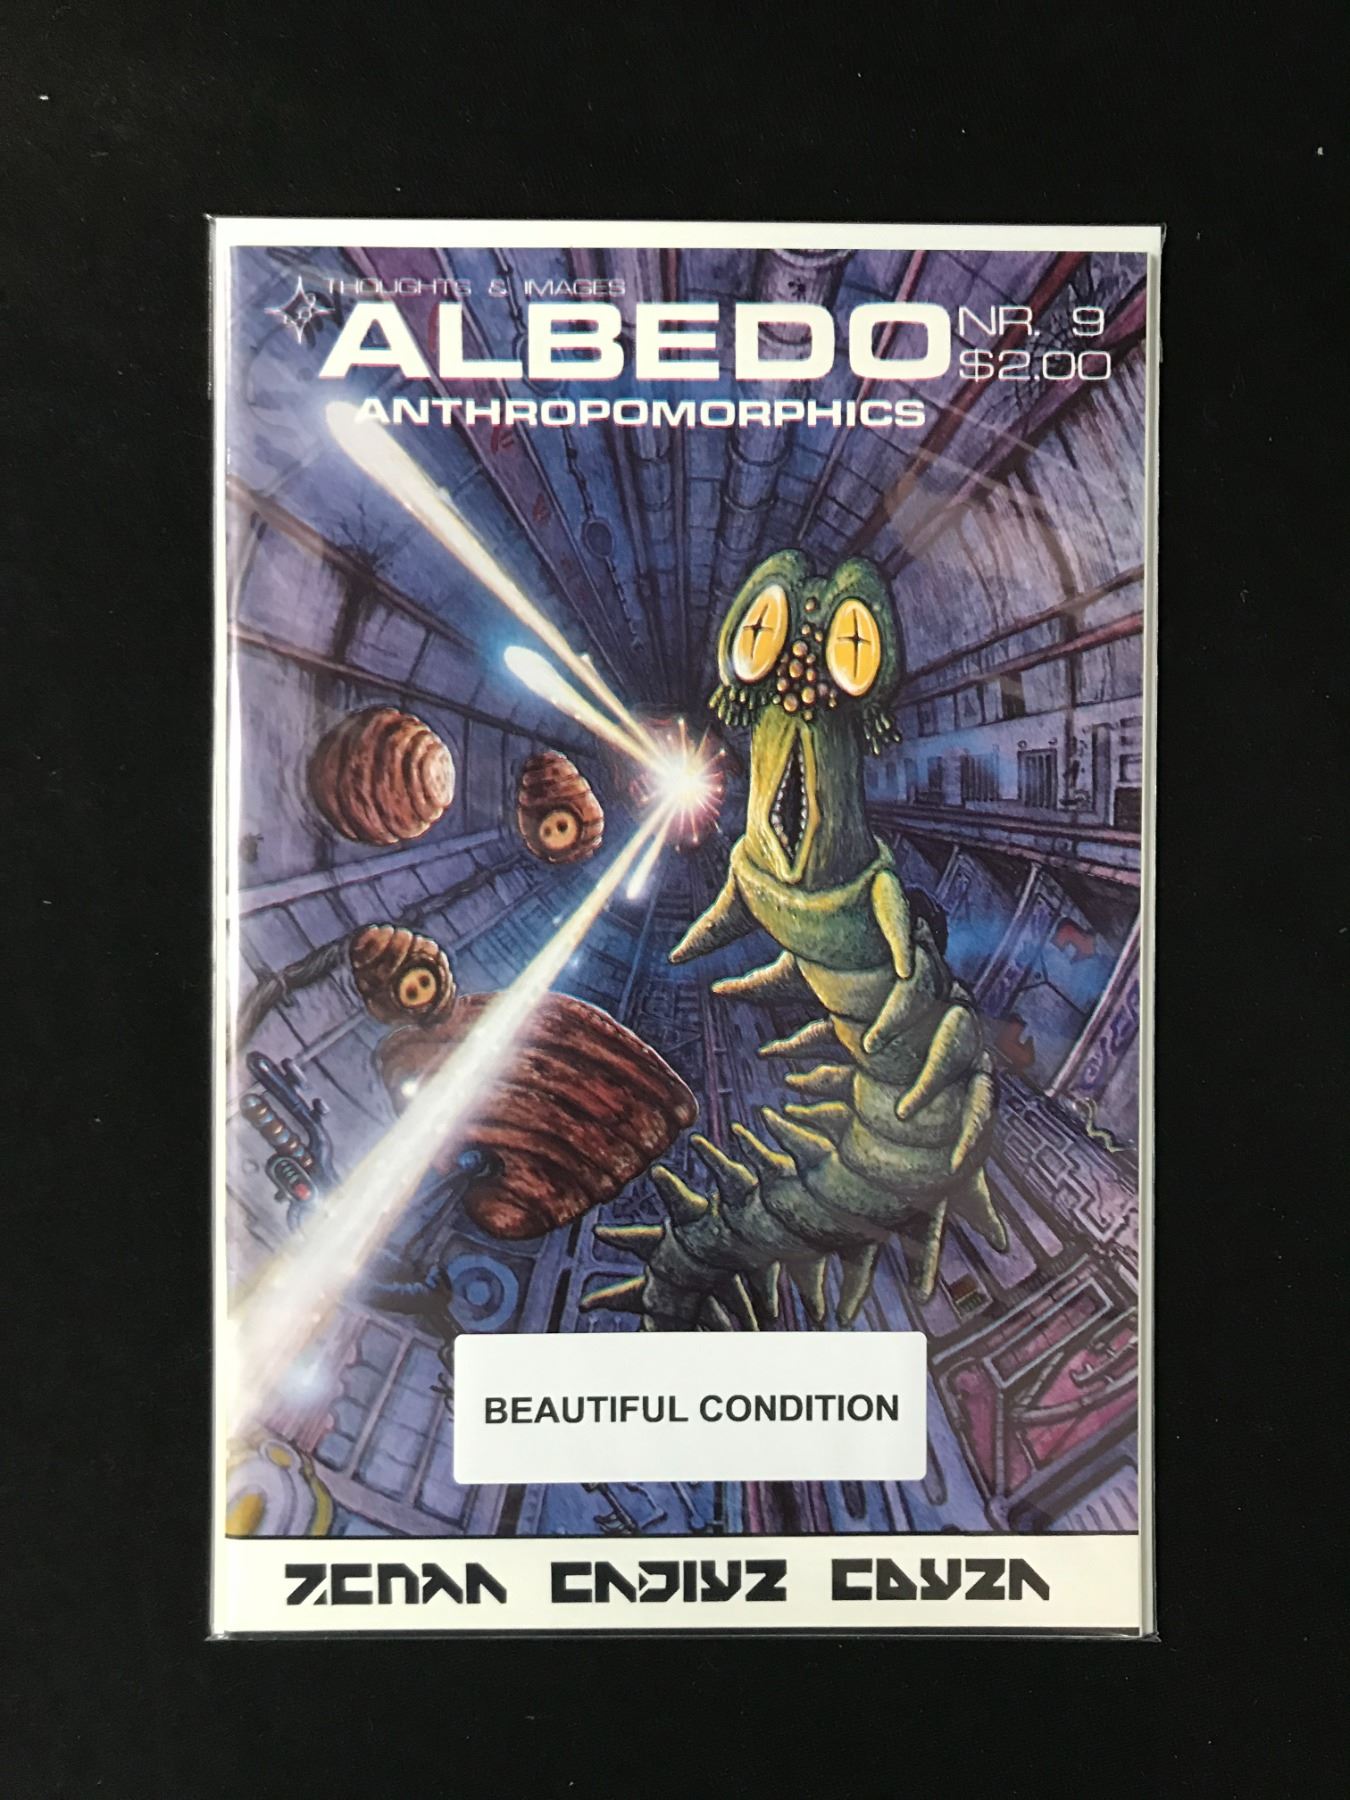 THOUGHTS & IMAGES
ALBEDO
NR. 9
$2.00
ANTHROPOMORPHICS
BEAUTIFUL CONDITION